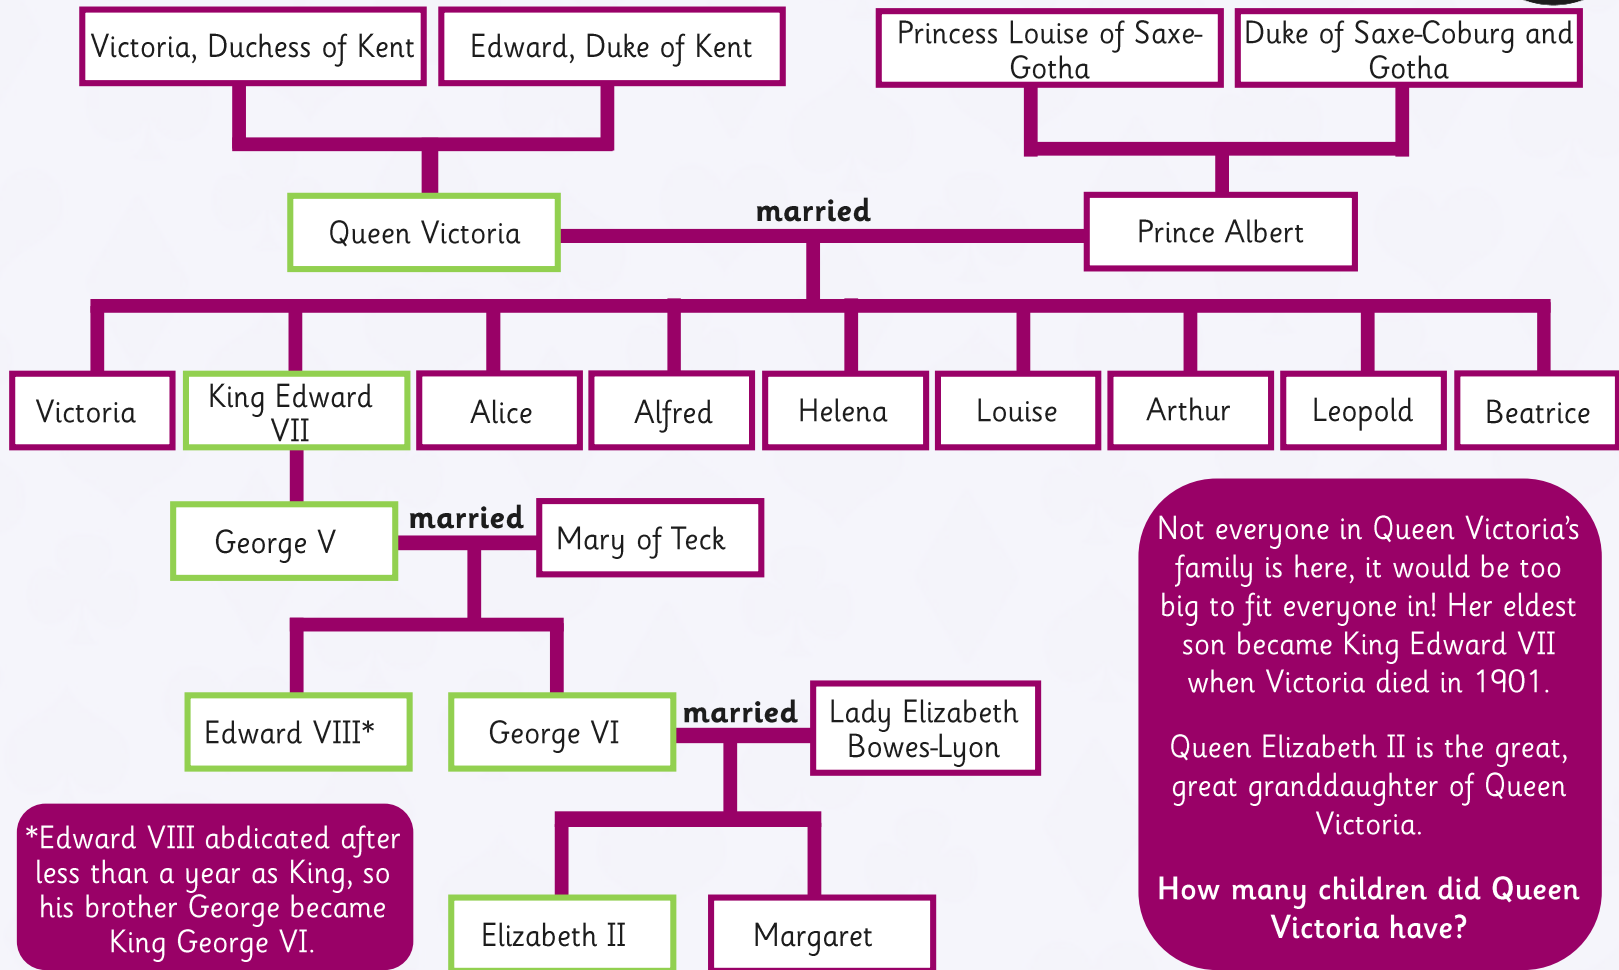 Victoria, Duchess of Kent
Edward, Duke of Kent
Princess Louise of Saxe-
Gotha
Duke of Saxe-Coburg and
Gotha
married
Queen Victoria
Prince Albert
Victoria
King Edward
VII
Alice
Alfred
Helena
Louise
Arthur
Leopold
Beatrice
George V
married
Mary of Teck
Edward VIII*
George VI
married
Lady Elizabeth
Bowes-Lyon
Elizabeth II
Margaret
*Edward VIII abdicated after
less than a year as King, so
his brother George became
King George VI.
Not everyone in Queen Victoria's
family is here, it would be too
big to fit everyone in! Her eldest
son became King Edward VII
when Victoria died in 1901.
Queen Elizabeth II is the great,
great granddaughter of Queen
Victoria.
How many children did Queen
Victoria have?